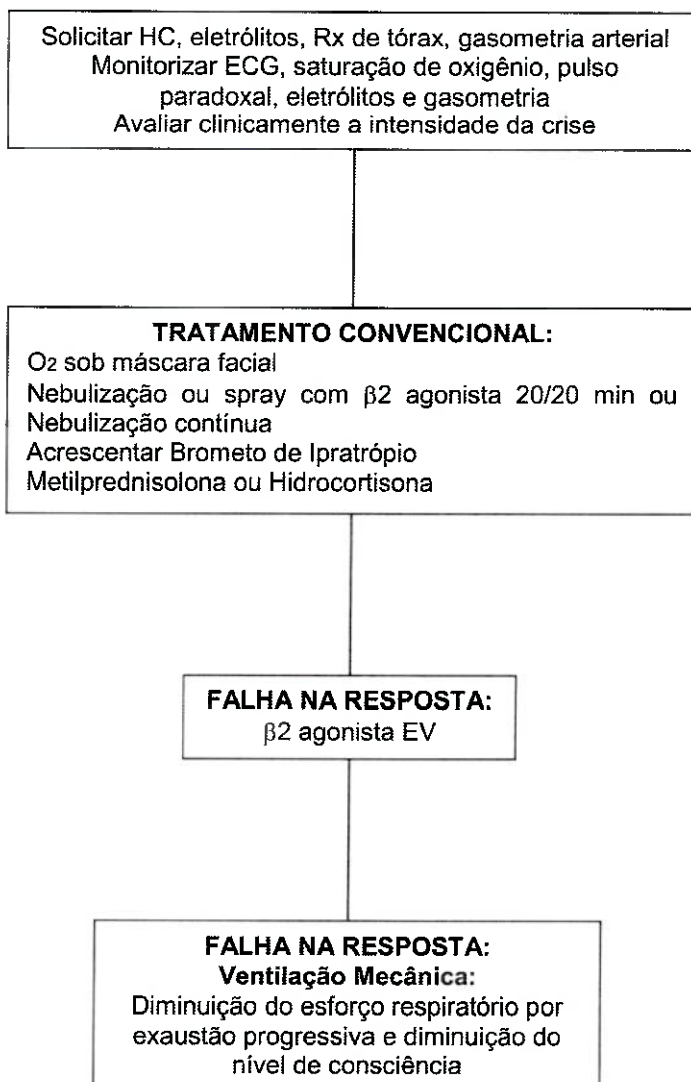 Solicitar HC, eletrólitos, Rx de tórax, gasometria arterial
Monitorizar ECG, saturação de oxigênio, pulso
paradoxal, eletrólitos e gasometria
Avaliar clinicamente a intensidade da crise
TRATAMENTO CONVENCIONAL:
O2 sob máscara facial
Nebulização ou spray com β2 agonista 20/20 min ou
Nebulização contínua
Acrescentar Brometo de Ipratrópio
Metilprednisolona ou Hidrocortisona
FALHA NA RESPOSTA:
β2 agonista EV
FALHA NA RESPOSTA:
Ventilação Mecânica:
Diminuição do esforço respiratório por
exaustão progressiva e diminuição do
nível de consciência